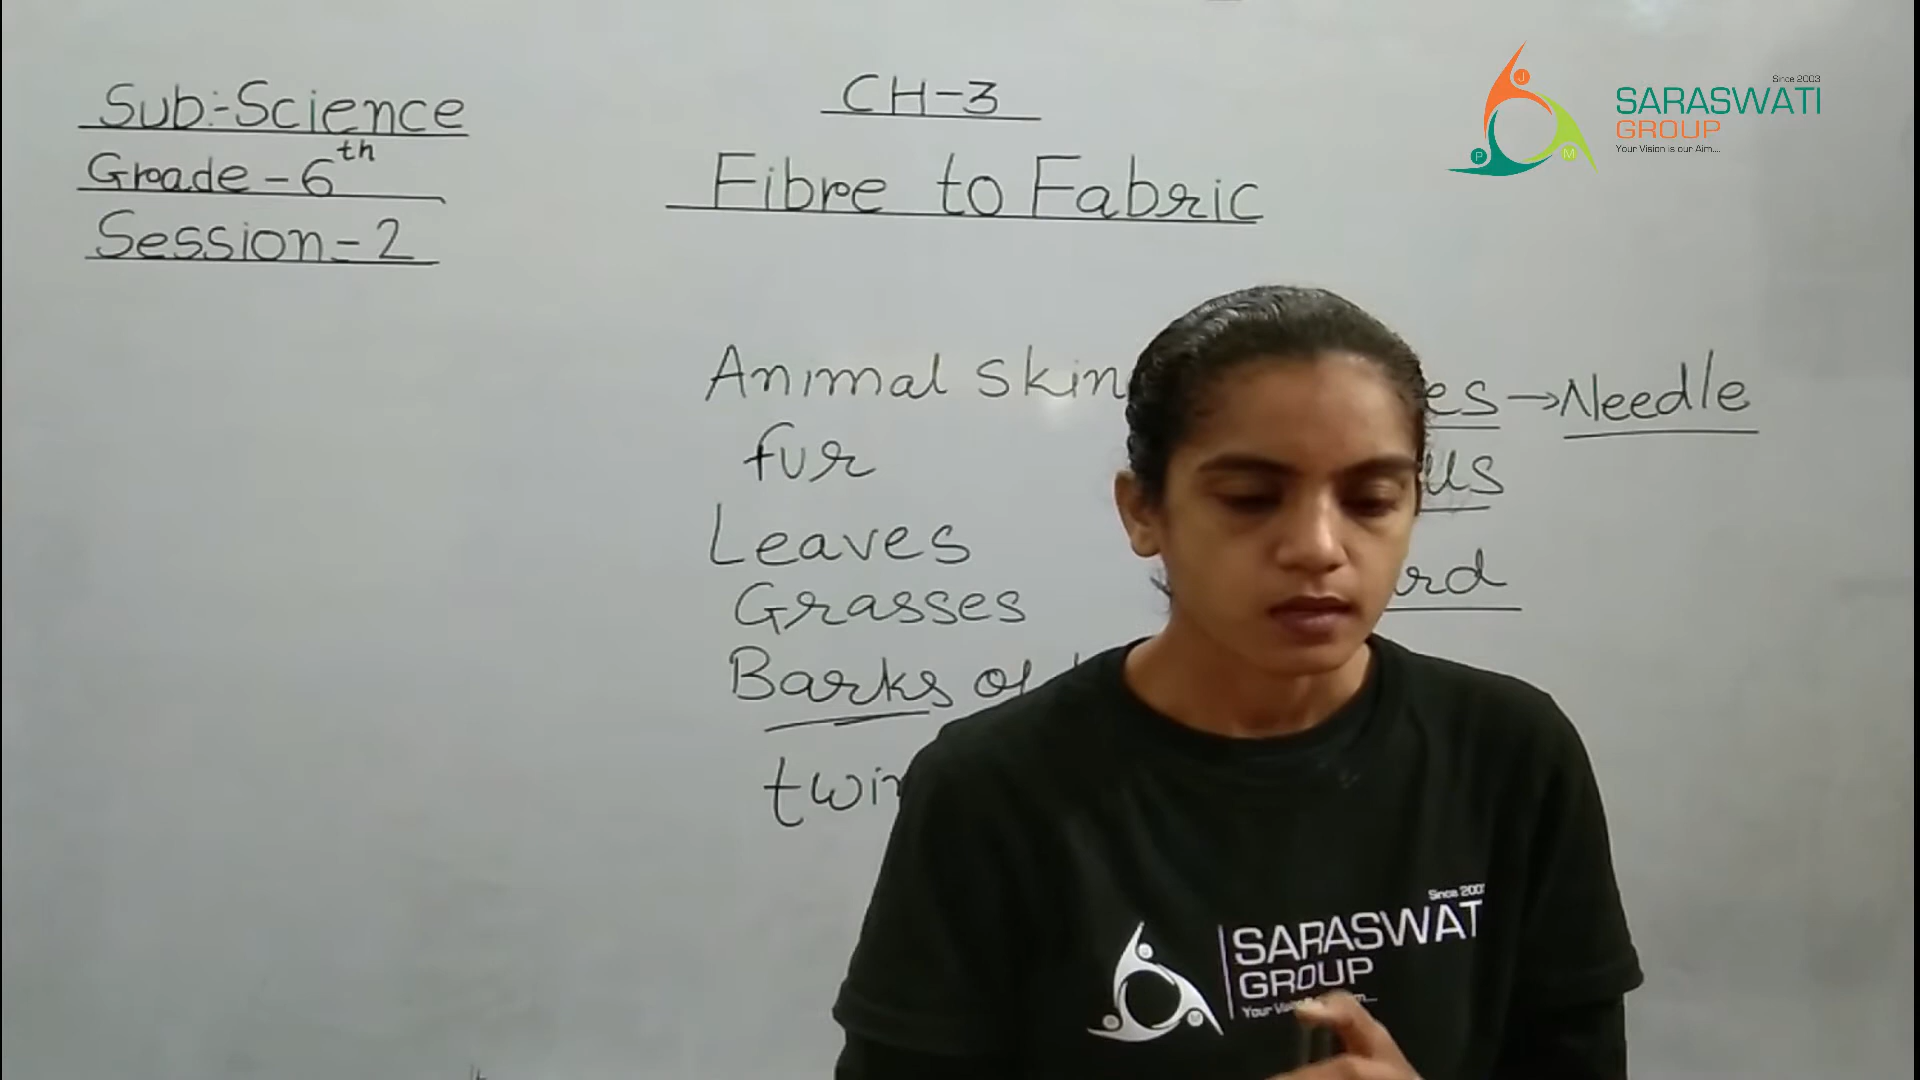 Sub:-Science
Grade-6th
Session-2
CH-3
Fibre to Fabric
Since 2003
SARASWATI
GROUP
Your Vision is our Aim....
J
P
M
Animal skin
→Needle
fur
Leaves
Grasses
Barks of
SARASWAT
GROUP